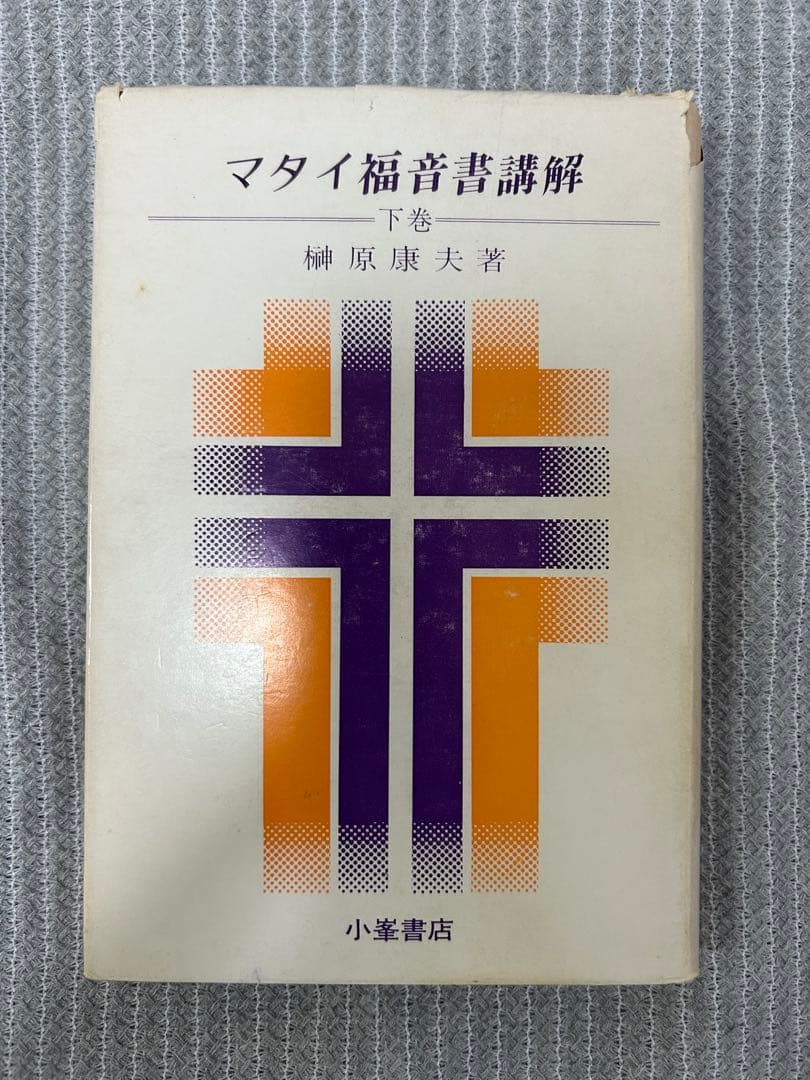 マタイ福音書講解
下巻
榊原康夫著
小峯書店